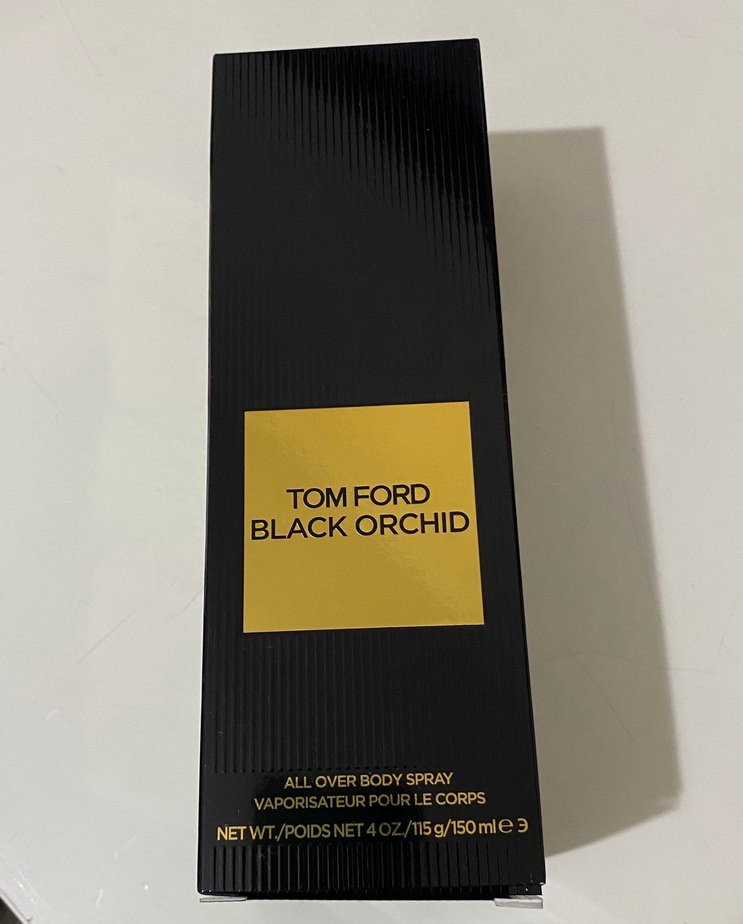 TOM FORD
BLACK ORCHID
ALL OVER BODY SPRAY
VAPORISATEUR POUR LE CORPS
NET WT./POIDS NET 4 OZ./115 g/150 ml ℮ Э